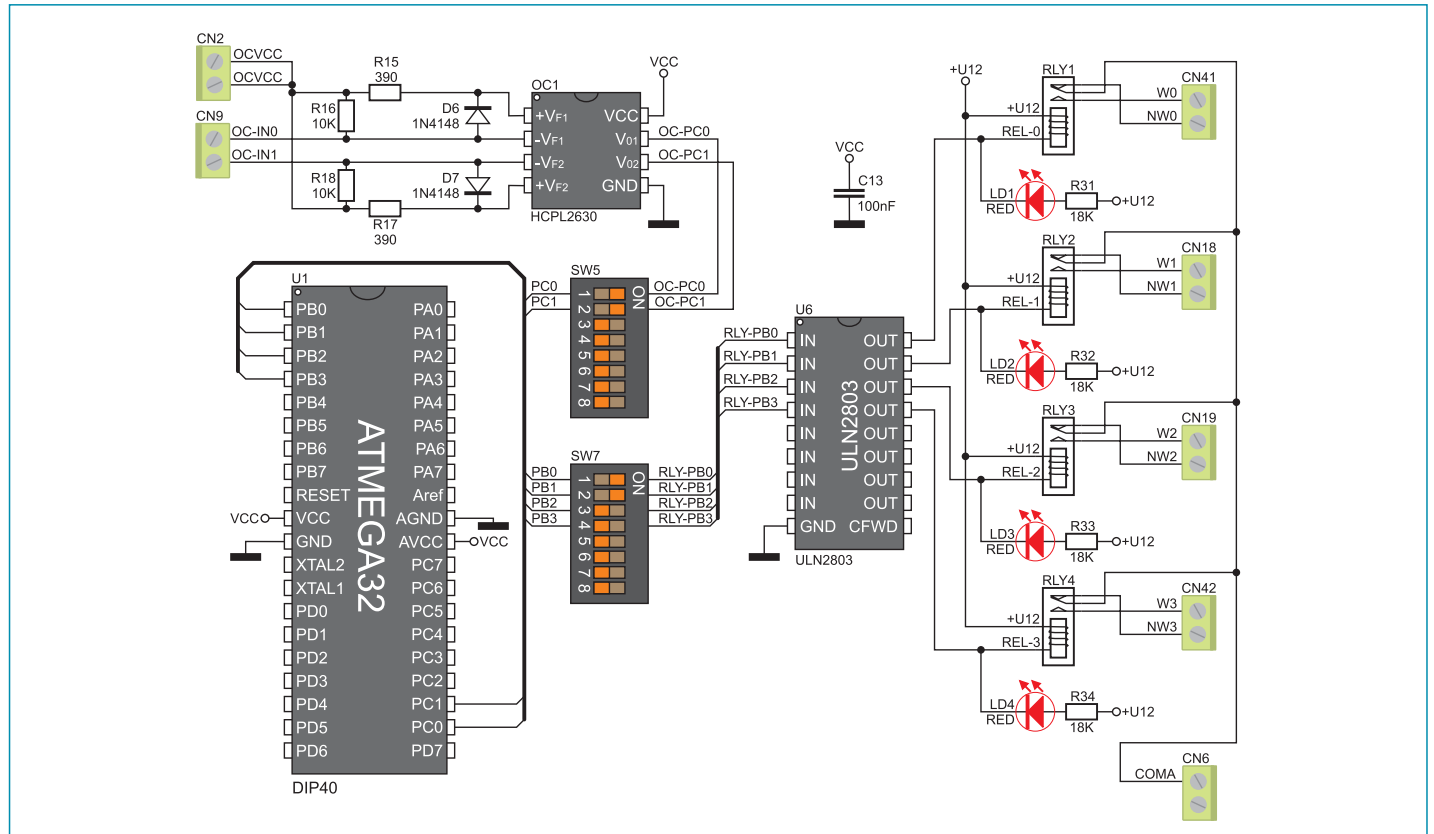 CN2
OCVCC
OCVCC
CN9
OC-IN0
OC-IN1
R15
390
R16
10K
D6
1N4148
R18
10K
D7
1N4148
R17
390
OC1
+VF1
-VF1
-VF2
+VF2
VCC
V01
V02
GND
HCPL2630
VCC
OC-PC0
OC-PC1
VCC
C13
100nF
U1
PB0
PB1
PB2
PB3
PB4
PB5
PB6
PB7
RESET
VCC
GND
XTAL2
XTAL1
PD0
PD1
PD2
PD3
PD4
PD5
PD6
ATMEGA32
PA0
PA1
PA2
PA3
PA4
PA5
PA6
PA7
Aref
AGND
AVCC
PC7
PC6
PC5
PC4
PC3
PC2
PC1
PC0
PD7
DIP40
VCC
VCC
SW5
PC0
PC1
1
2
3
4
5
6
7
8
ON
OC-PC0
OC-PC1
SW7
PB0
PB1
PB2
PB3
1
2
3
4
5
6
7
8
ON
RLY-PB0
RLY-PB1
RLY-PB2
RLY-PB3
RLY-PB0
RLY-PB1
RLY-PB2
RLY-PB3
U6
IN
IN
IN
IN
IN
IN
IN
IN
GND
ULN2803
OUT
OUT
OUT
OUT
OUT
OUT
OUT
OUT
CFWD
ULN2803
+U12
RLY1
+U12
REL-0
LD1
RED
R31
18K
+U12
CN41
W0
NW0
RLY2
+U12
REL-1
LD2
RED
R32
18K
+U12
CN18
W1
NW1
RLY3
+U12
REL-2
LD3
RED
R33
18K
+U12
CN19
W2
NW2
RLY4
+U12
REL-3
LD4
RED
R34
18K
+U12
CN42
W3
NW3
CN6
COMA